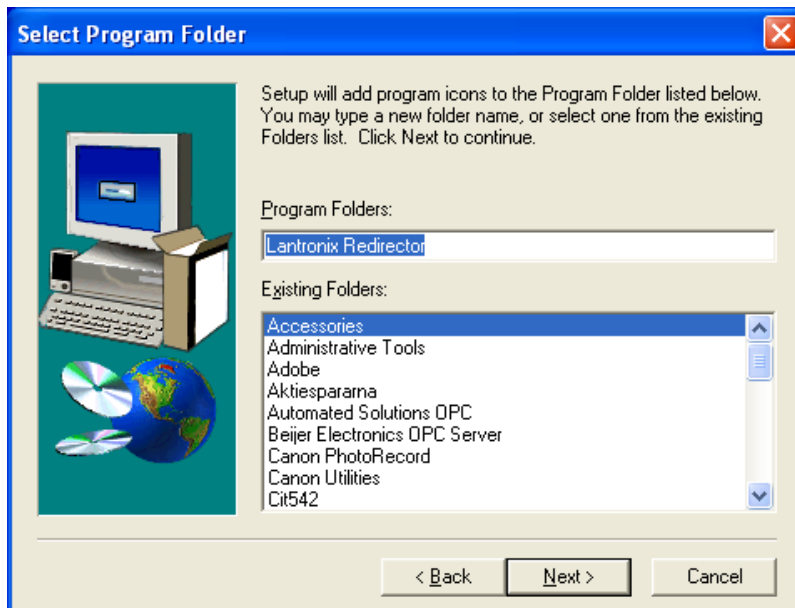 Select Program Folder
Setup will add program icons to the Program Folder listed below.
You may type a new folder name, or select one from the existing
Folders list. Click Next to continue.
Program Folders:
Lantronix Redirector
Existing Folders:
Accessories
Administrative Tools
Adobe
Aktiespararna
Automated Solutions OPC
Beijer Electronics OPC Server
Canon PhotoRecord
Canon Utilities
Cit542
< Back
Next >
Cancel